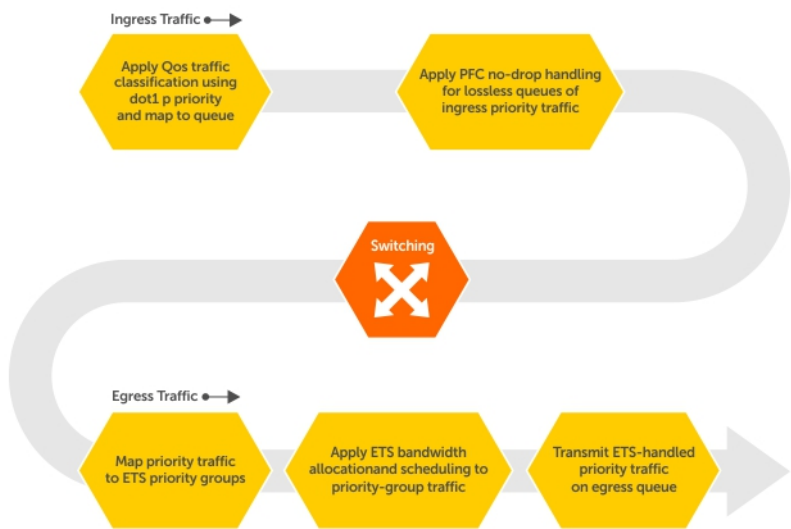 Ingress Traffic
Apply Qos traffic
classification using
dot1 p priority
and map to queue
Apply PFC no-drop handling
for lossless queues of
ingress priority traffic
Switching
Egress Traffic
Map priority traffic
to ETS priority groups
Apply ETS bandwidth
allocationand scheduling to
priority-group traffic
Transmit ETS-handled
priority traffic
on egress queue